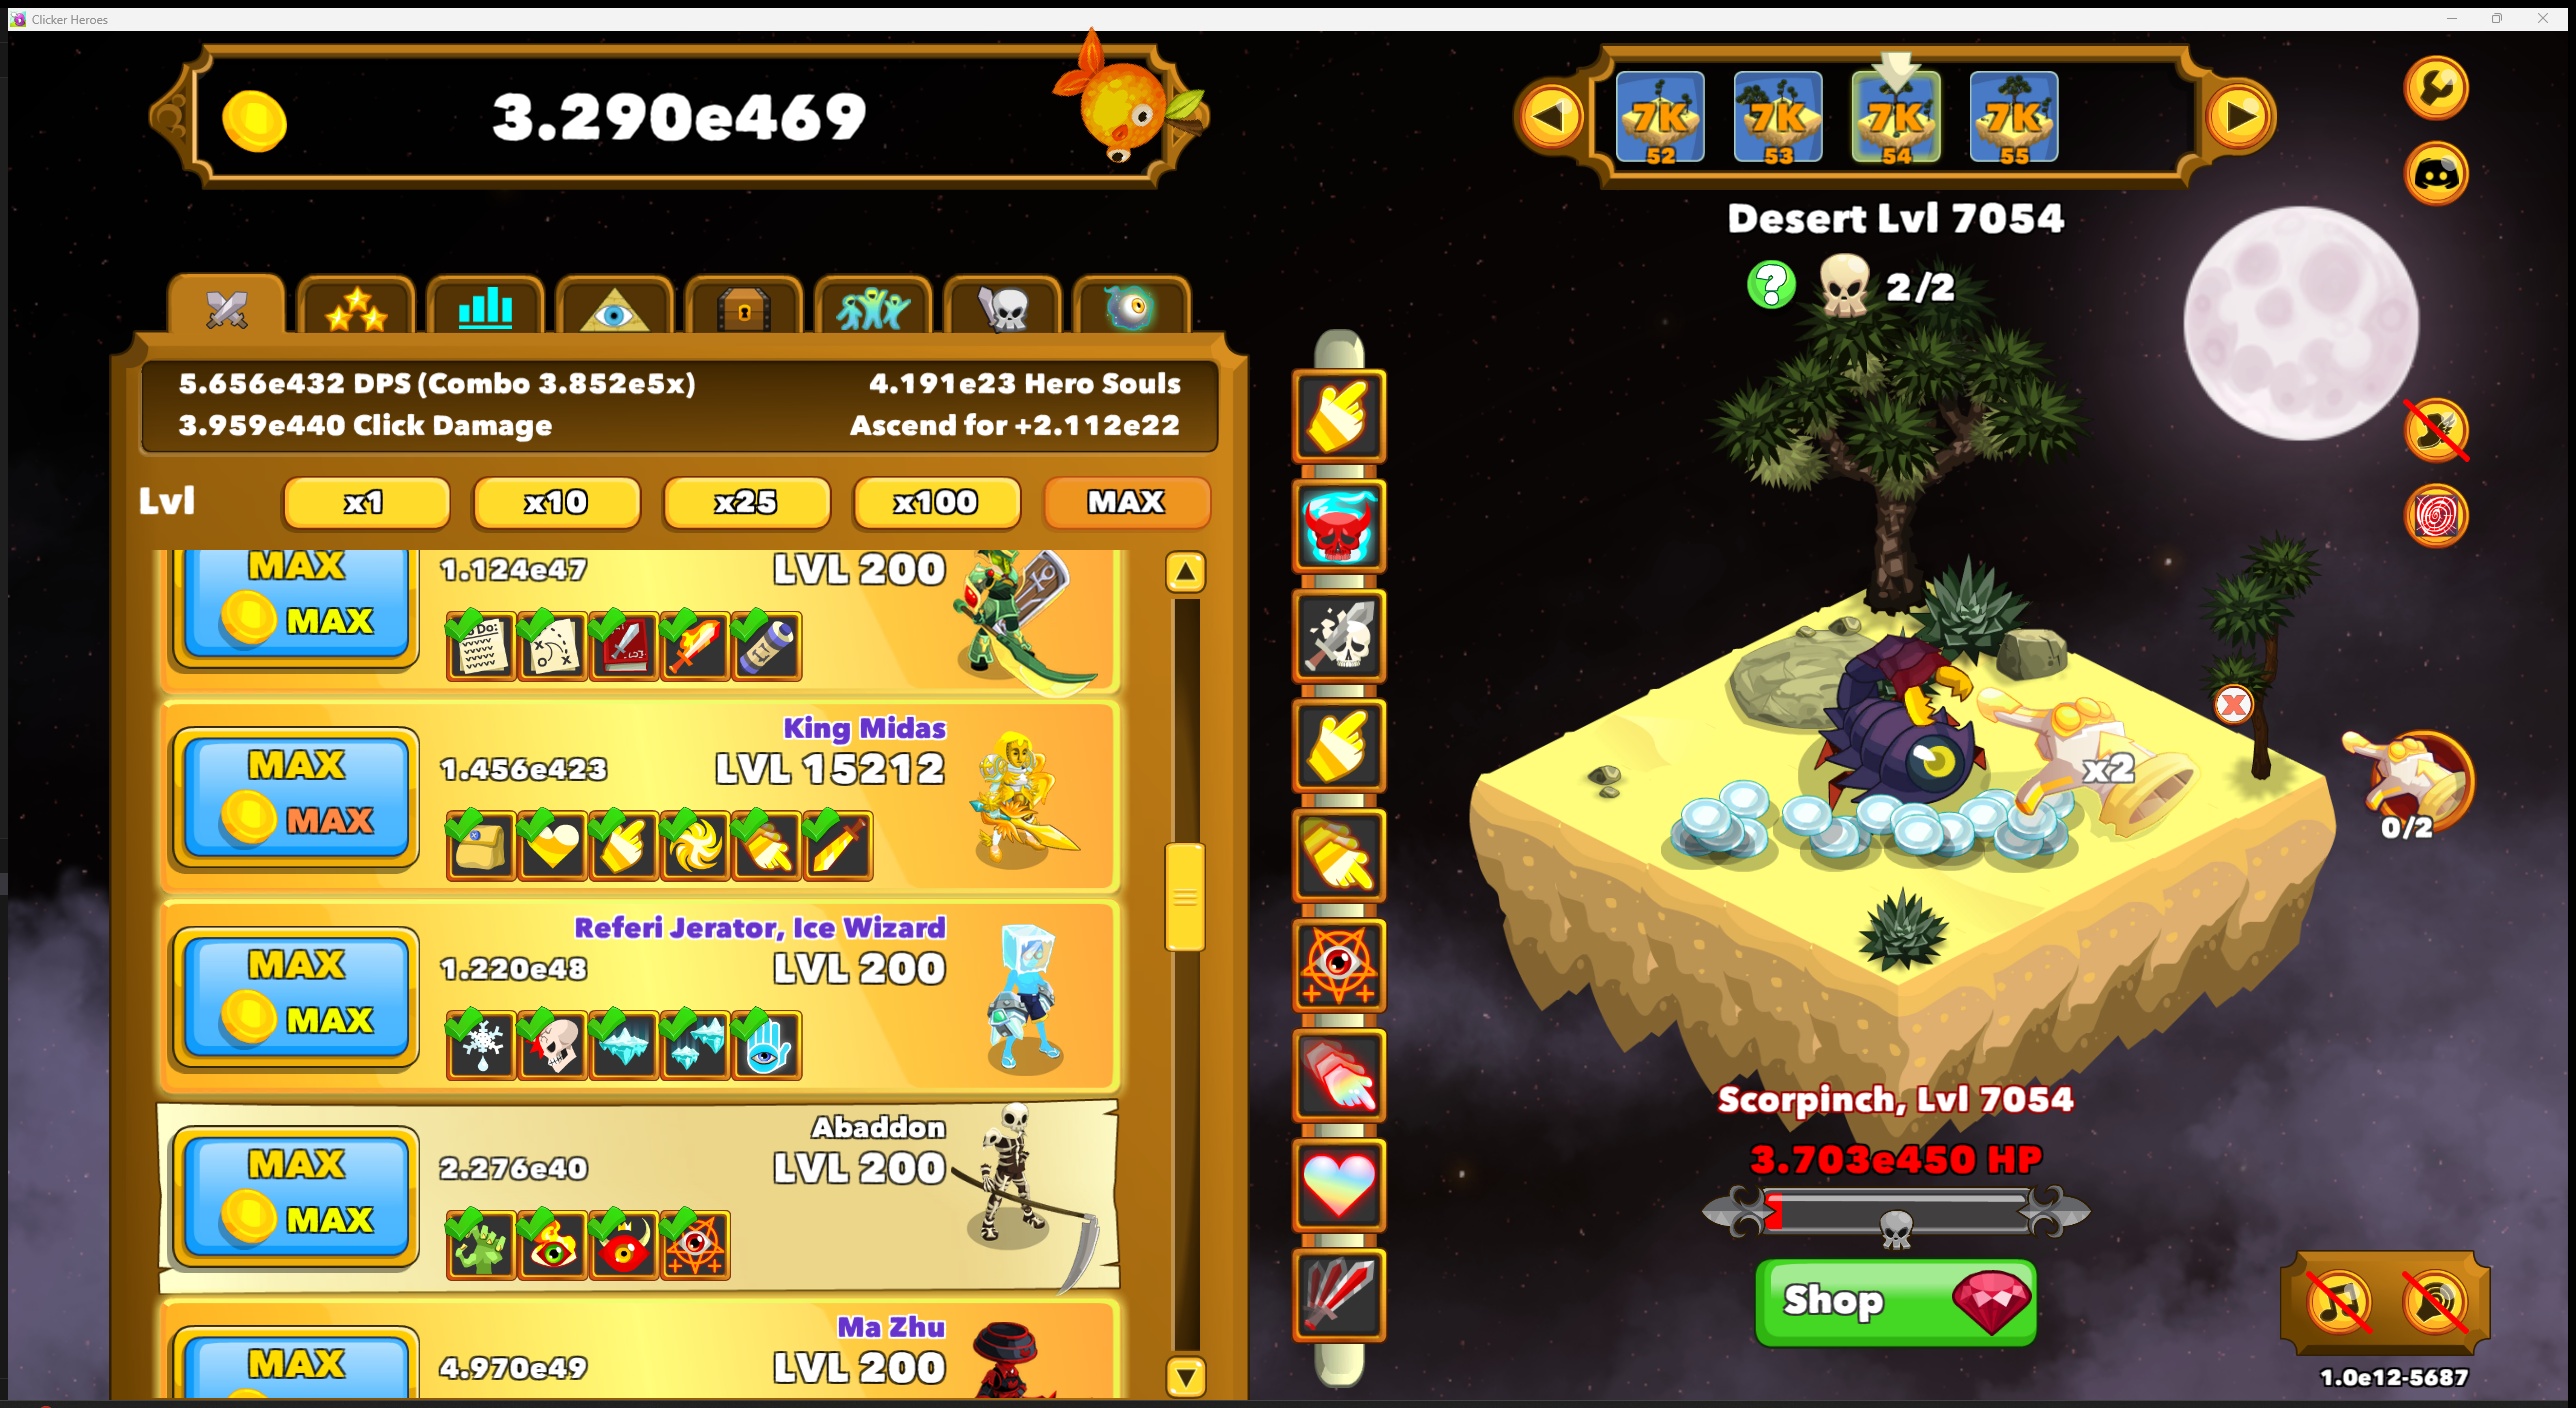 Clicker Heroes
3.290e469
7K
52
7K
53
7K
54
7K
55
Desert Lvl 7054
2/2
5.656e432 DPS (Combo 3.852e5x)
4.191e23 Hero Souls
3.959e440 Click Damage
Ascend for +2.112e22
Lvl
x1
x10
x25
x100
MAX
MAX
MAX
1.124e47
LVL 200
Do:
King Midas
MAX
MAX
1.456e423
LVL 15212
Referi Jerator, Ice Wizard
MAX
MAX
1.220e48
LVL 200
Abaddon
MAX
MAX
2.276e40
LVL 200
Ma Zhu
MAX
4.970e49
LVL 200
x2
0/2
Scorpinch, Lvl 7054
3.703e450 HP
Shop
1.0e12-5687